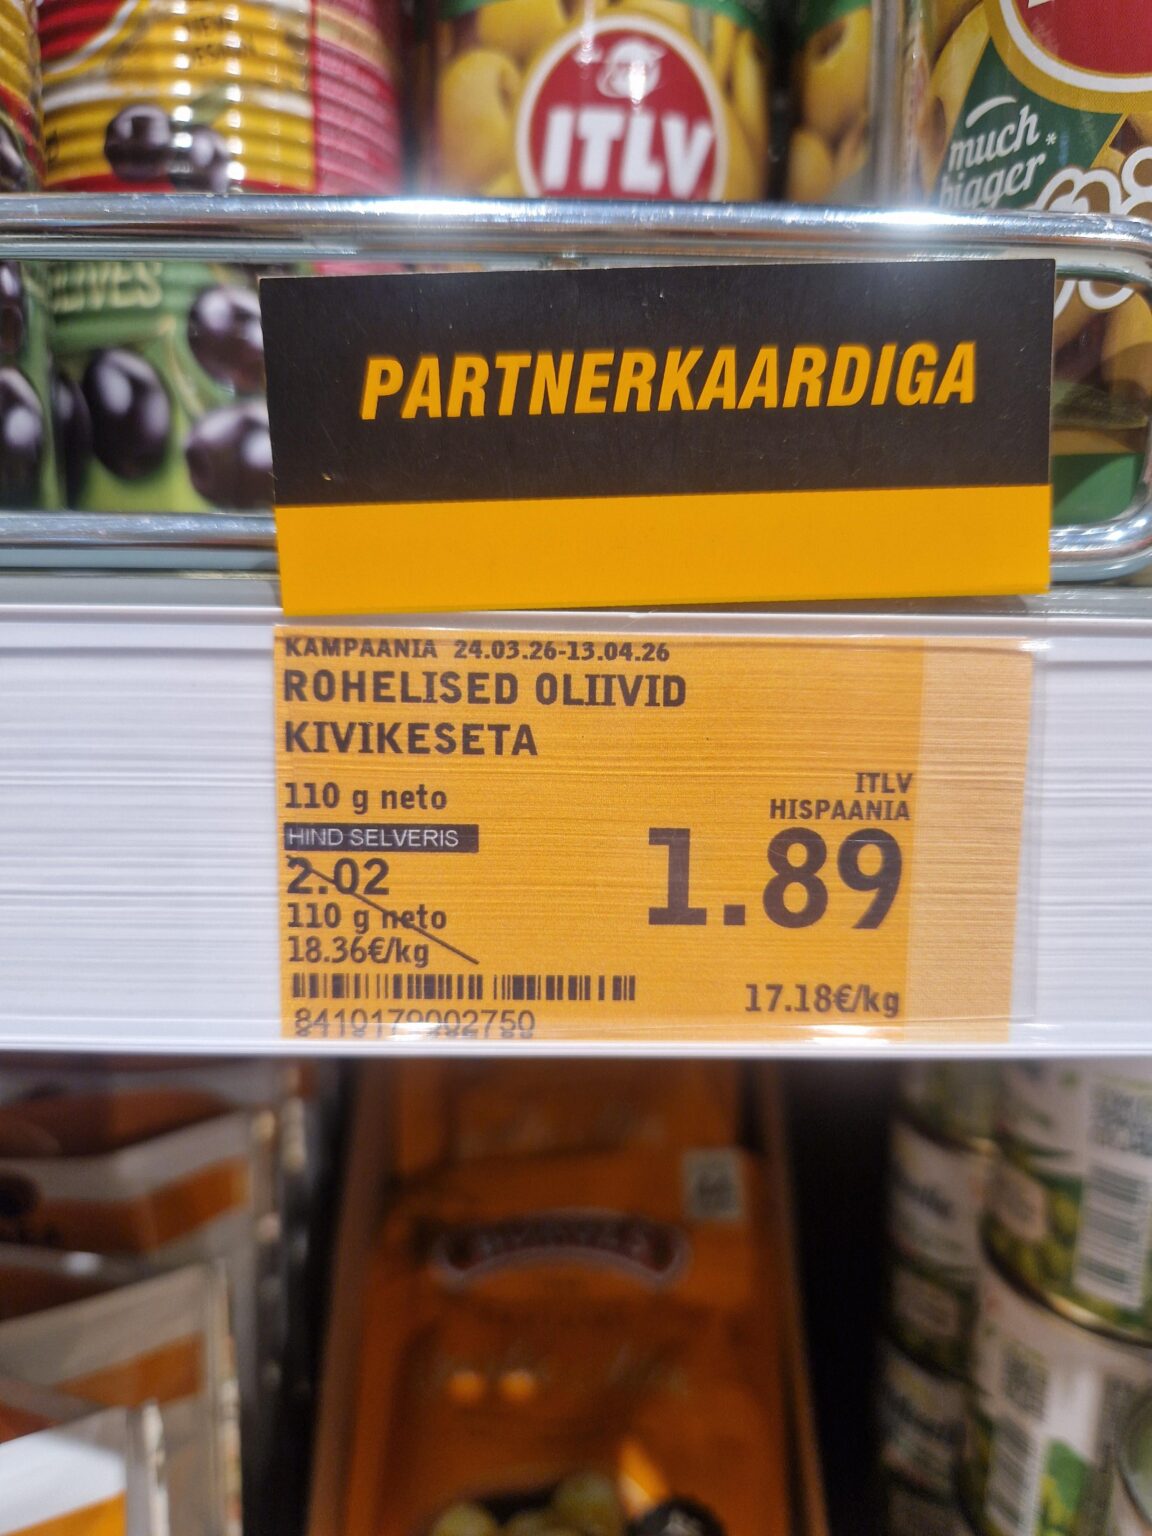 ITLV
much
bigger
PARTNERKAARDIGA
KAMPAANIA 24.03.26-13.04.26
ROHELISED OLIIVID
KIVIKESETA
110 g neto
ITLV
HISPAANIA
HIND SELVERIS
2.02
1.89
110 g neto
18.36€/kg
17.18€/kg
8410179002750